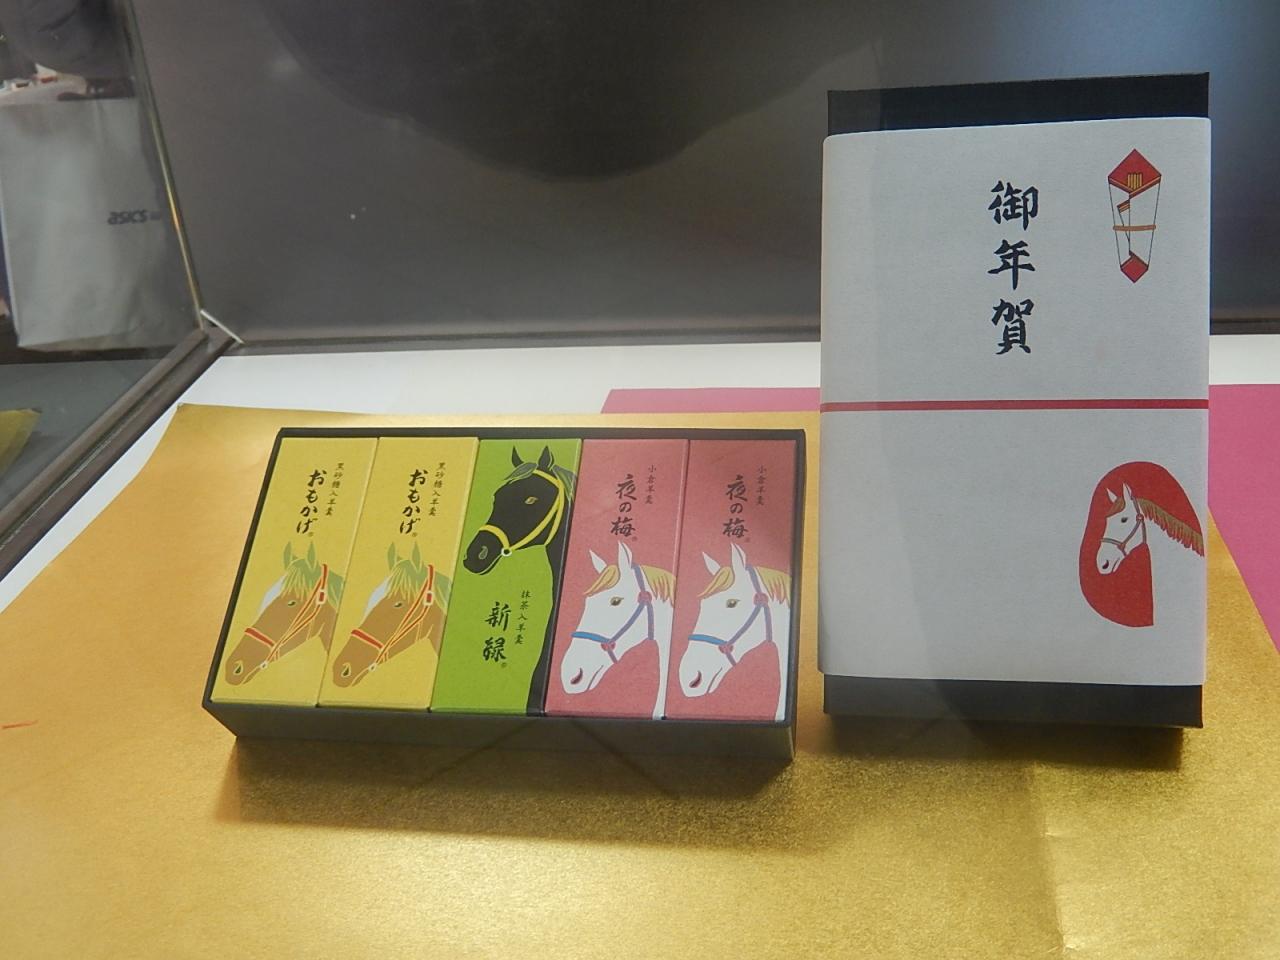 asics
御年賀
黒砂糖入羊羹
おもかげ®
黒砂糖入羊羹
おもかげ®
抹茶入羊羹
新緑®
小倉羊羹
夜の梅®
小倉羊羹
夜の梅®